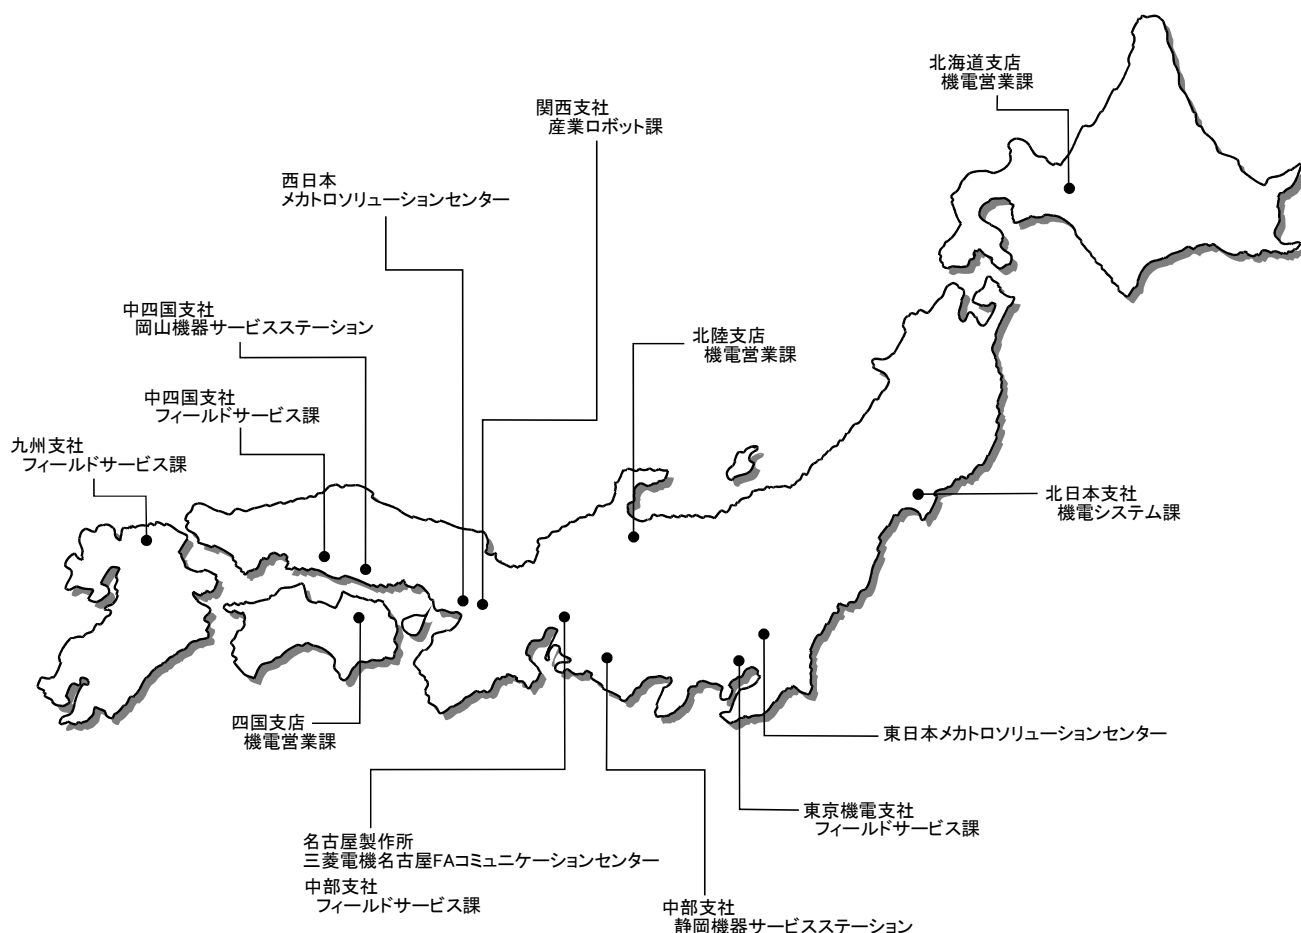 北海道支店
機電営業課
関西支社
産業ロボット課
西日本
メカトロソリューションセンター
中四国支社
岡山機器サービスステーション
北陸支店
機電営業課
中四国支社
フィールドサービス課
九州支社
フィールドサービス課
北日本支社
機電システム課
四国支店
機電営業課
東日本メカトロソリューションセンター
東京機電支社
フィールドサービス課
名古屋製作所
三菱電機名古屋FAコミュニケーションセンター
中部支社
フィールドサービス課
中部支社
静岡機器サービスステーション